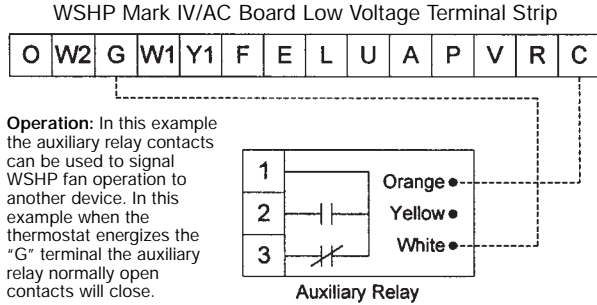 WSHP Mark IV/AC Board Low Voltage Terminal Strip
O W2 G W1 Y1 F E L U A P V R C
Operation: In this example
the auxiliary relay contacts
can be used to signal
WSHP fan operation to
another device. In this
example when the
thermostat energizes the
"G" terminal the auxiliary
relay normally open
contacts will close.
1
2
3
Orange
Yellow
White
Auxiliary Relay